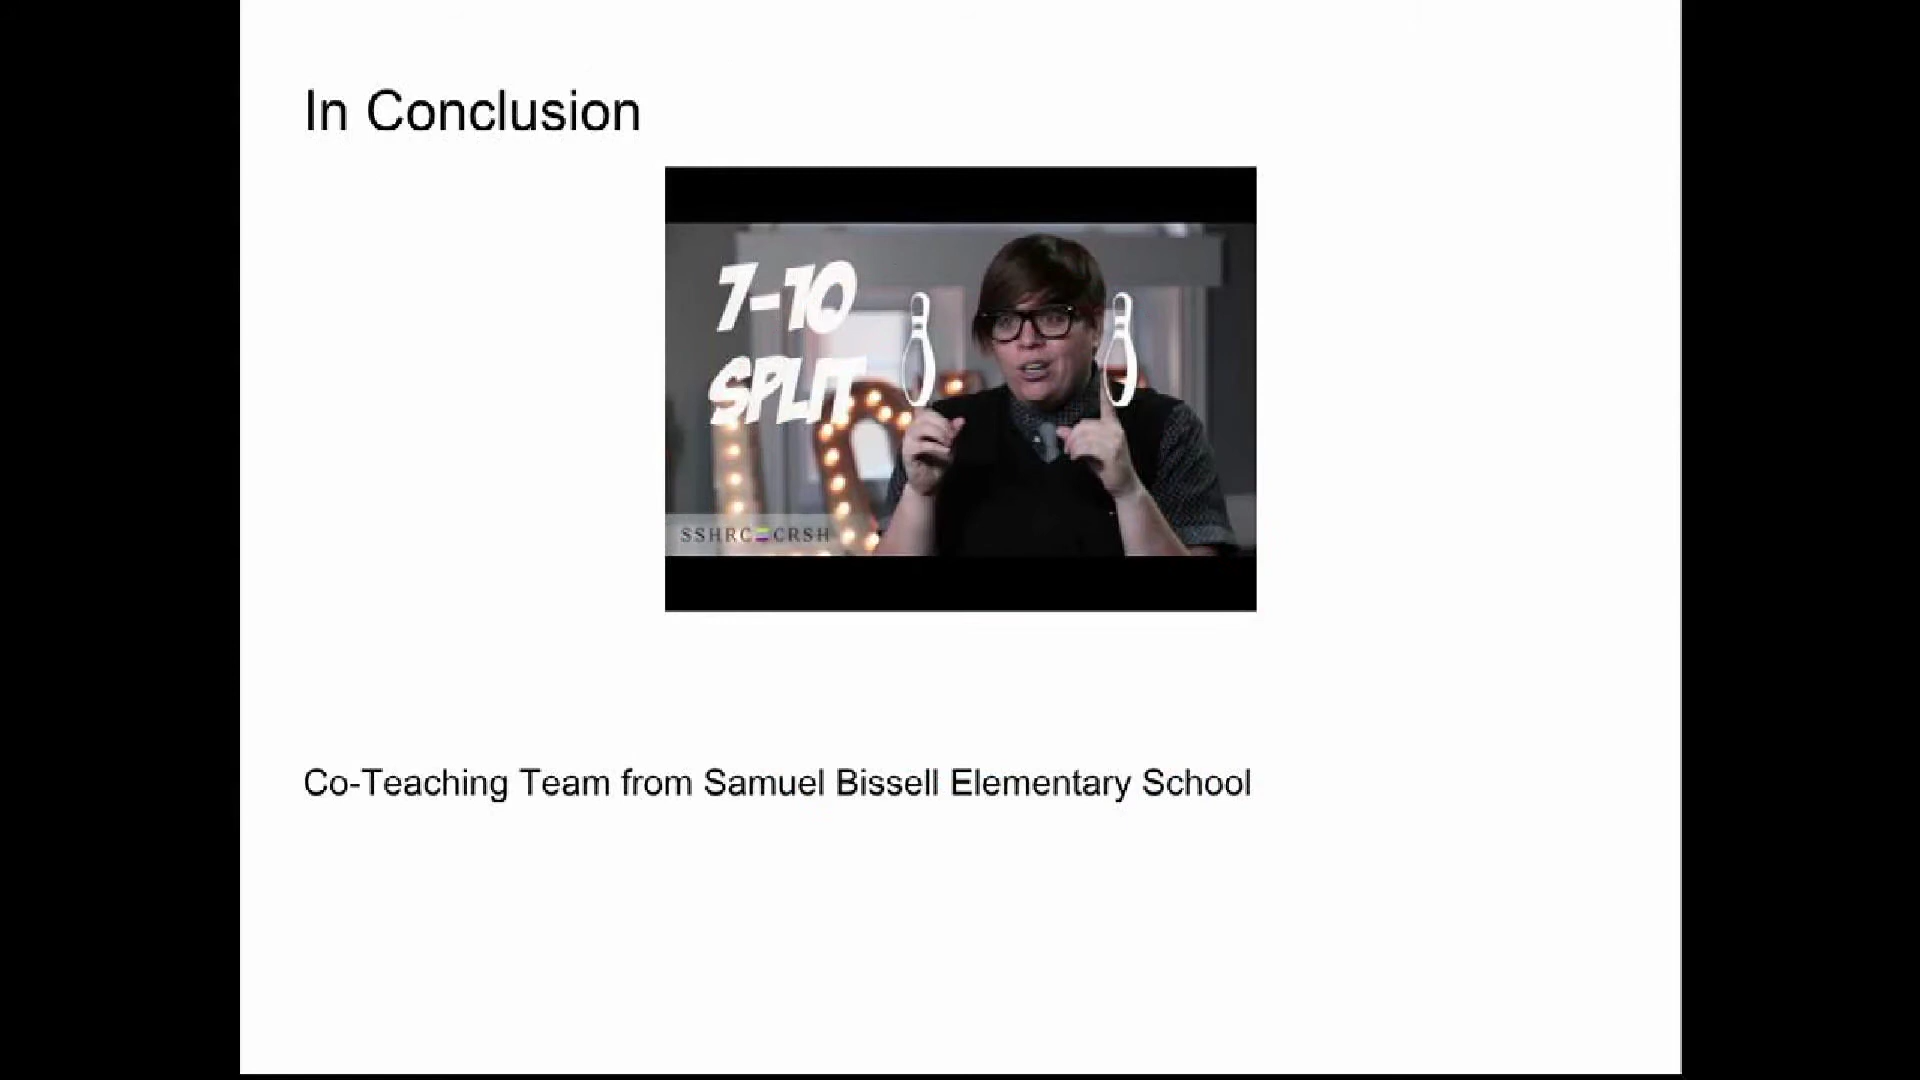 In Conclusion
7-10
SPLIT
SSHRC CRSH
Co-Teaching Team from Samuel Bissell Elementary School